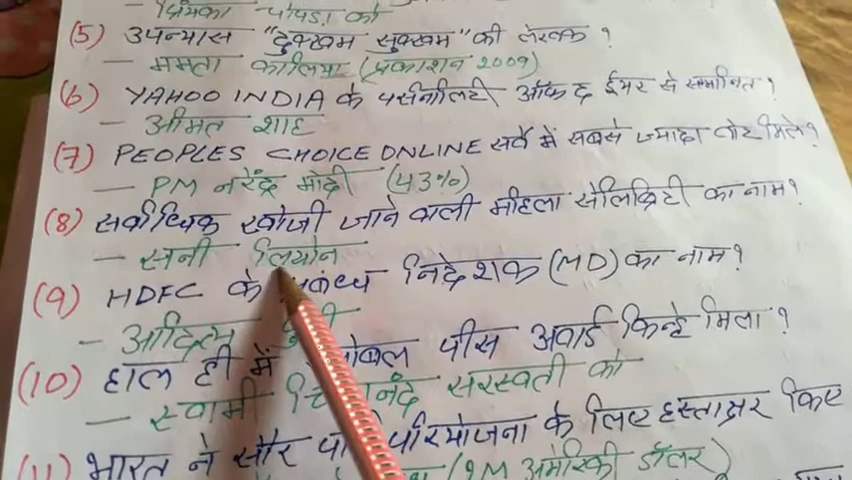 - प्रियंका चोपड़ा को
(5) उपन्यास "दुक्खम सुक्खम" की लेखक ?
- ममता कालिया (प्रकाशन 2009)
(6) YAHOO INDIA के पर्सनालिटी ऑफ द ईयर से सम्मानित ?
- अमित शाह
(7) PEOPLES CHOICE ONLINE सर्वे में सबसे ज्यादा वोट मिले?
- PM नरेंद्र मोदी (43%)
(8) सर्वाधिक खोजी जाने वाली महिला सेलिब्रिटी का नाम?
- सनी लियोन
(9) HDFC के प्रबंध निदेशक (MD) का नाम?
- आदित्य पुरी
(10) हाल ही में नोबल पीस अवार्ड किन्हे मिला ?
- स्वामी चिदानंद सरस्वती को
(11) भारत ने सौर परियोजना के लिए हस्ताक्षर किए
(1M अमेरिकी डॉलर)